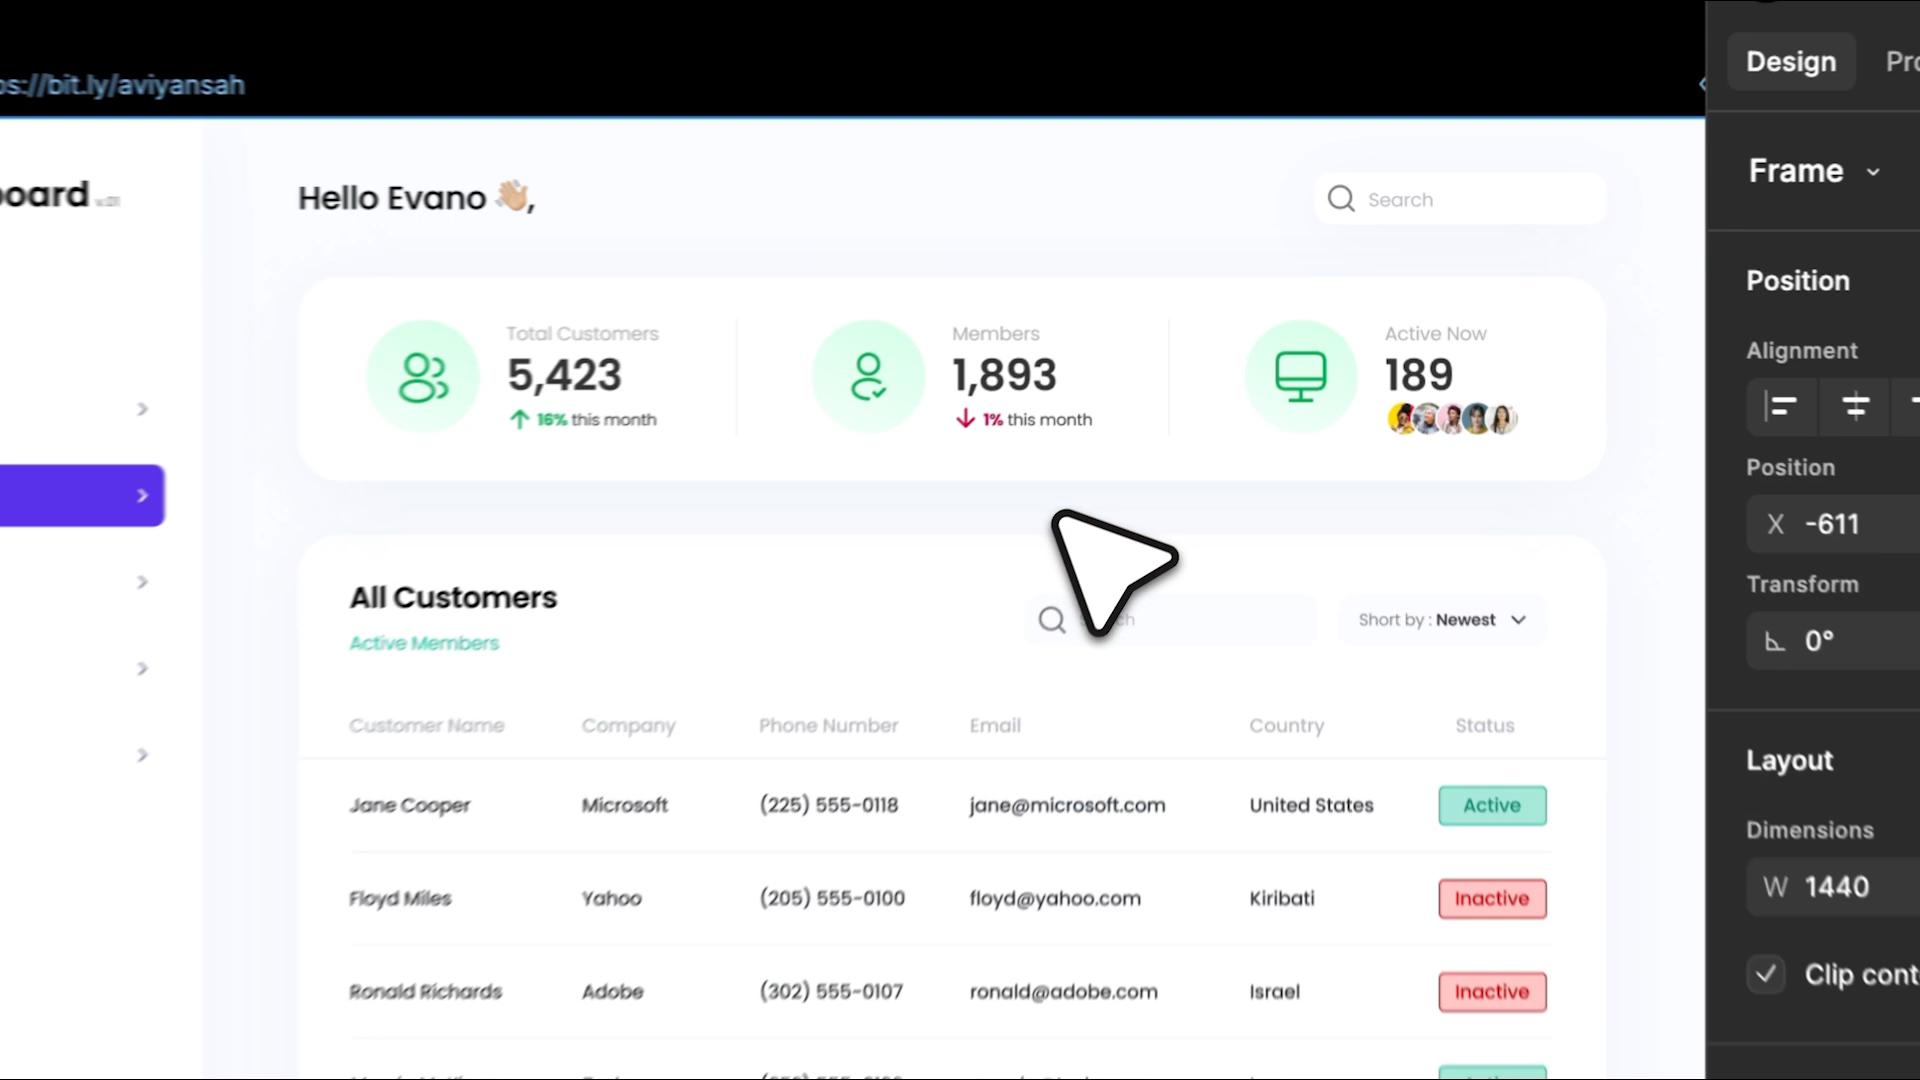 ps://bit.ly/aviyansah
Design
Frame
Position
Alignment
Position
X -611
Transform
0°
Layout
Dimensions
W 1440
Clip cont
board
Hello Evano 👋🏼,
Search
Total Customers
5,423
16% this month
Members
1,893
1% this month
Active Now
189
All Customers
Active Members
Short by : Newest
Customer Name Company Phone Number Email Country Status
Jane Cooper Microsoft (225) 555-0118 jane@microsoft.com United States Active
Floyd Miles Yahoo (205) 555-0100 floyd@yahoo.com Kiribati Inactive
Ronald Richards Adobe (302) 555-0107 ronald@adobe.com Israel Inactive